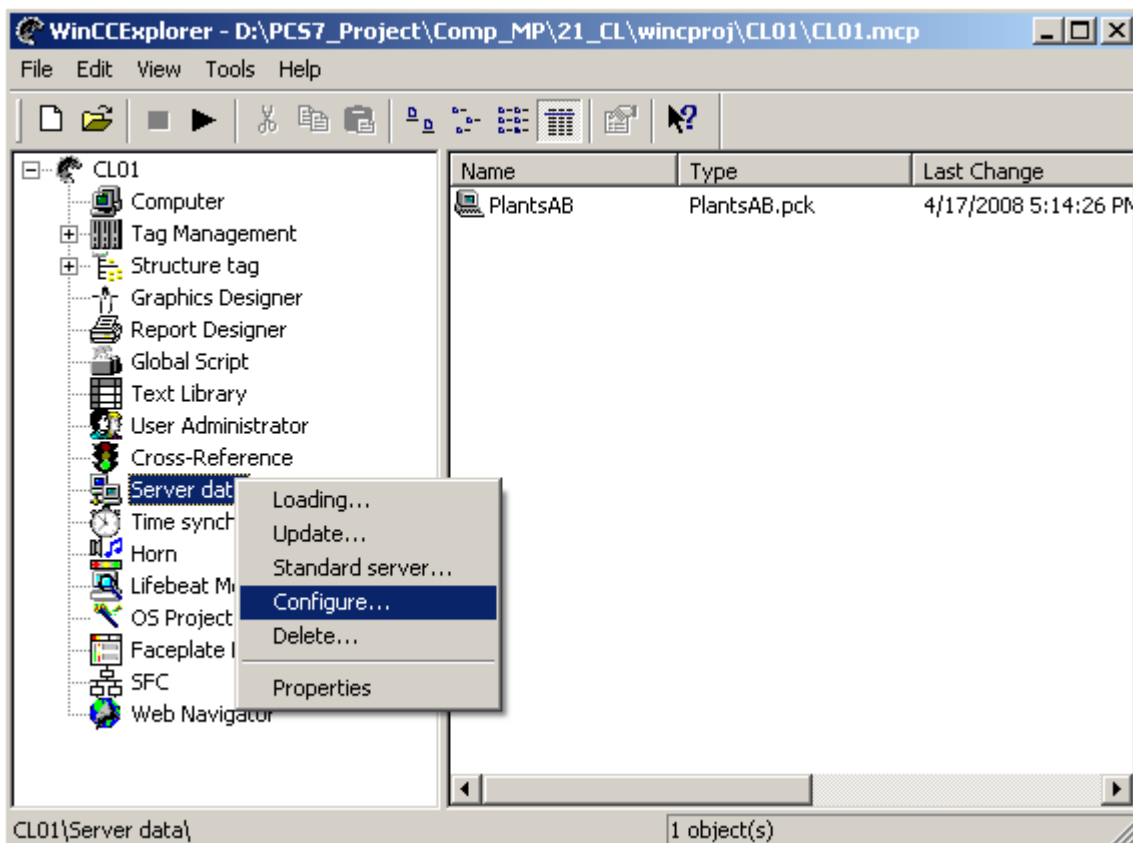 WinCCExplorer - D:\PCS7_Project\Comp_MP\21_CL\wincproj\CL01\CL01.mcp
File Edit View Tools Help
CL01
Computer
Tag Management
Structure tag
Graphics Designer
Report Designer
Global Script
Text Library
User Administrator
Cross-Reference
Server dat
Time synch
Horn
Lifebeat M
OS Project
Faceplate
SFC
Web Navigator
Loading...
Update...
Standard server...
Configure...
Delete...
Properties
Name Type Last Change
PlantsAB PlantsAB.pck 4/17/2008 5:14:26 PM
CL01\Server data\ 1 object(s)